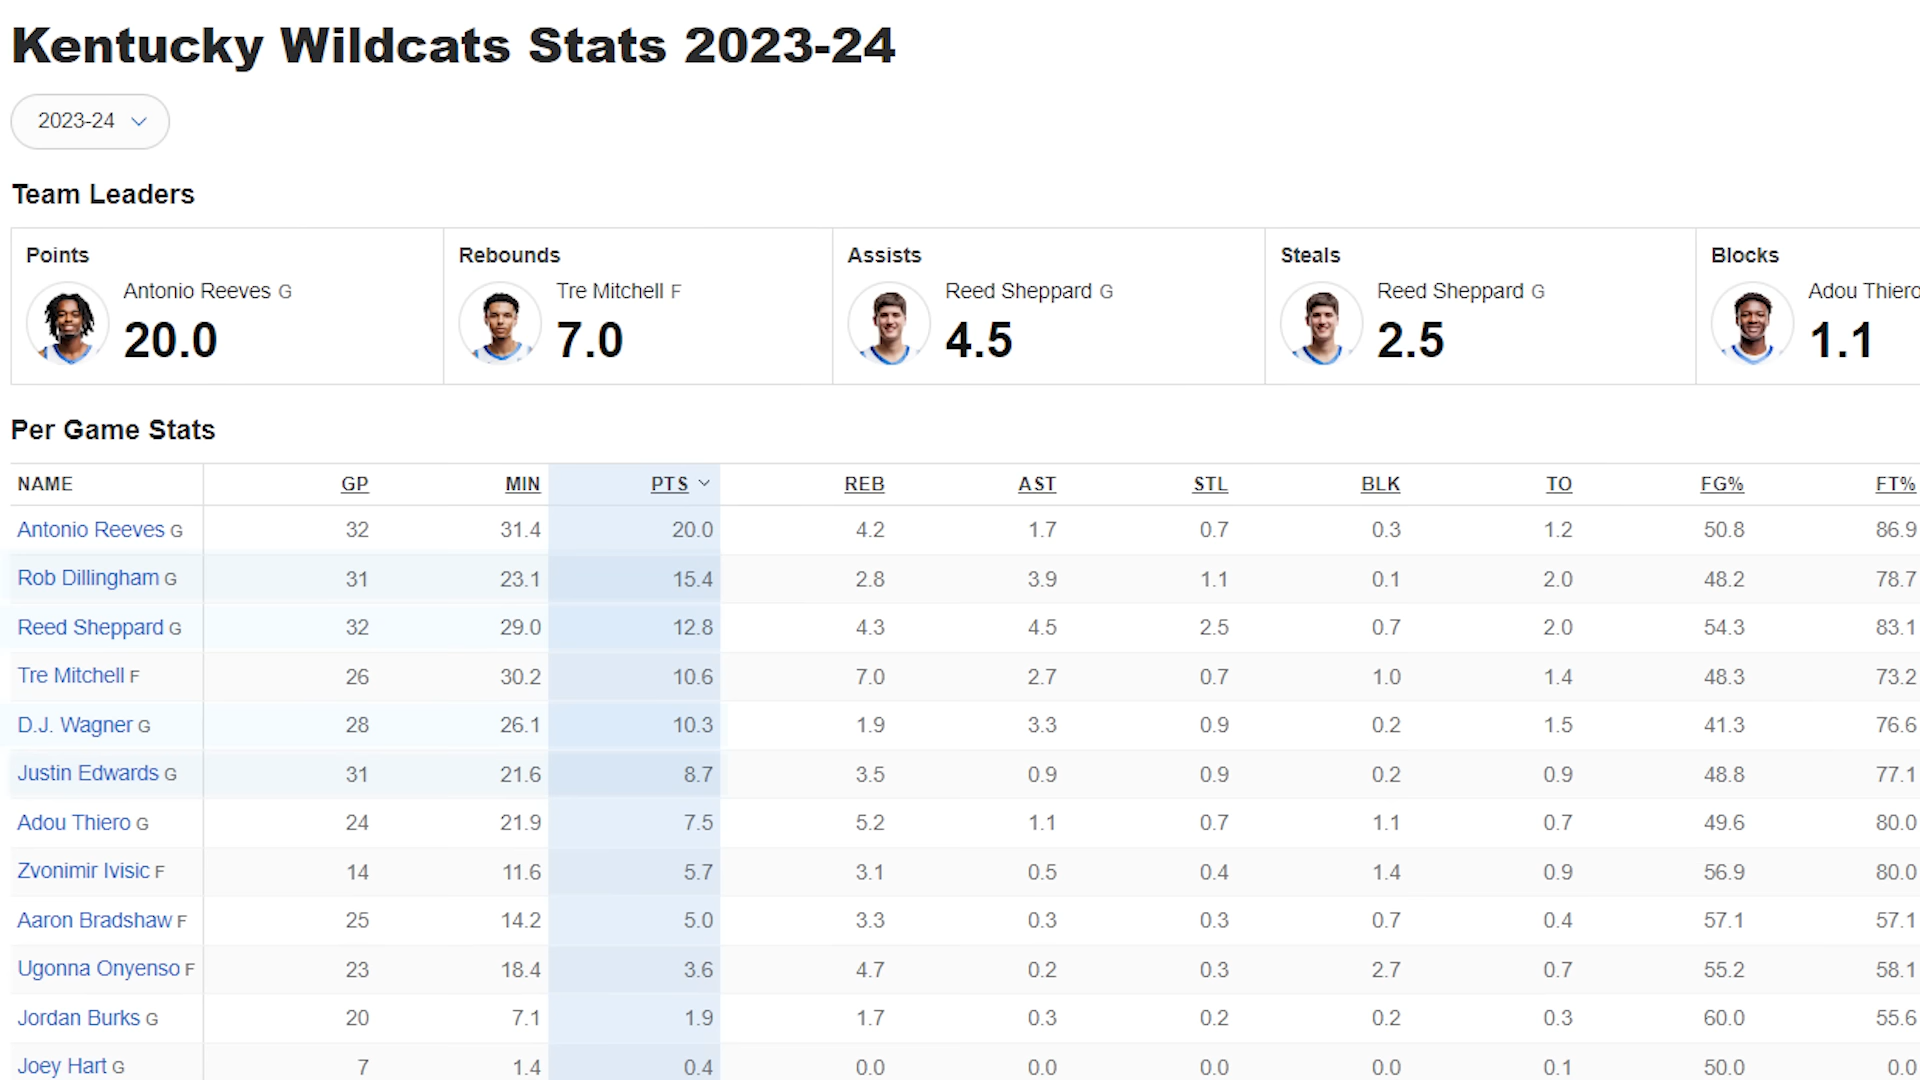 Kentucky Wildcats Stats 2023-24
2023-24
Team Leaders
Points Rebounds Assists Steals Blocks
Antonio Reeves G Tre Mitchell F Reed Sheppard G Reed Sheppard G Adou Thiero
20.0 7.0 4.5 2.5 1.1
Per Game Stats
NAME GP MIN PTS REB AST STL BLK TO FG% FT%
Antonio Reeves G 32 31.4 20.0 4.2 1.7 0.7 0.3 1.2 50.8 86.9
Rob Dillingham G 31 23.1 15.4 2.8 3.9 1.1 0.1 2.0 48.2 78.7
Reed Sheppard G 32 29.0 12.8 4.3 4.5 2.5 0.7 2.0 54.3 83.1
Tre Mitchell F 26 30.2 10.6 7.0 2.7 0.7 1.0 1.4 48.3 73.2
D.J. Wagner G 28 26.1 10.3 1.9 3.3 0.9 0.2 1.5 41.3 76.6
Justin Edwards G 31 21.6 8.7 3.5 0.9 0.9 0.2 0.9 48.8 77.1
Adou Thiero G 24 21.9 7.5 5.2 1.1 0.7 1.1 0.7 49.6 80.0
Zvonimir Ivisic F 14 11.6 5.7 3.1 0.5 0.4 1.4 0.9 56.9 80.0
Aaron Bradshaw F 25 14.2 5.0 3.3 0.3 0.3 0.7 0.4 57.1 57.1
Ugonna Onyenso F 23 18.4 3.6 4.7 0.2 0.3 2.7 0.7 55.2 58.1
Jordan Burks G 20 7.1 1.9 1.7 0.3 0.2 0.2 0.3 60.0 55.6
Joey Hart G 7 1.4 0.4 0.0 0.0 0.0 0.0 0.1 50.0 0.0